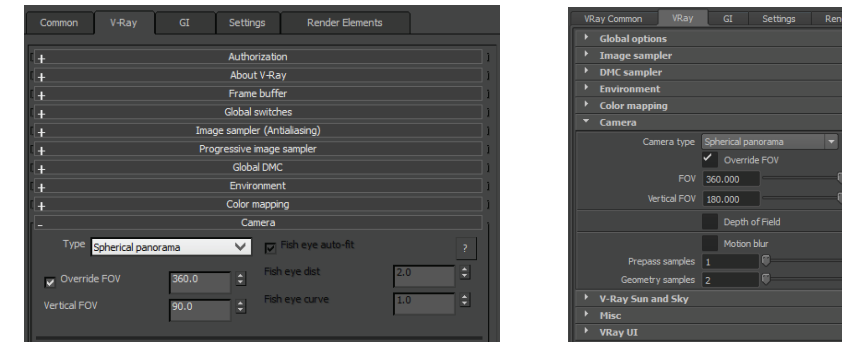 Common V-Ray GI Settings Render Elements
+ Authorization
+ About V-Ray
+ Frame buffer
+ Global switches
+ Image sampler (Antialiasing)
+ Progressive image sampler
+ Global DMC
+ Environment
+ Color mapping
- Camera
Type Spherical panorama Fish eye auto-fit ?
Override FOV 360.0 Fish eye dist 2.0
Vertical FOV 90.0 Fish eye curve 1.0
VRay Common VRay GI Settings Ren
Global options
Image sampler
DMC sampler
Environment
Color mapping
Camera
Camera type Spherical panorama
Override FOV
FOV 360.000
Vertical FOV 180.000
Depth of Field
Motion blur
Prepass samples 1
Geometry samples 2
V-Ray Sun and Sky
Misc
VRay UI